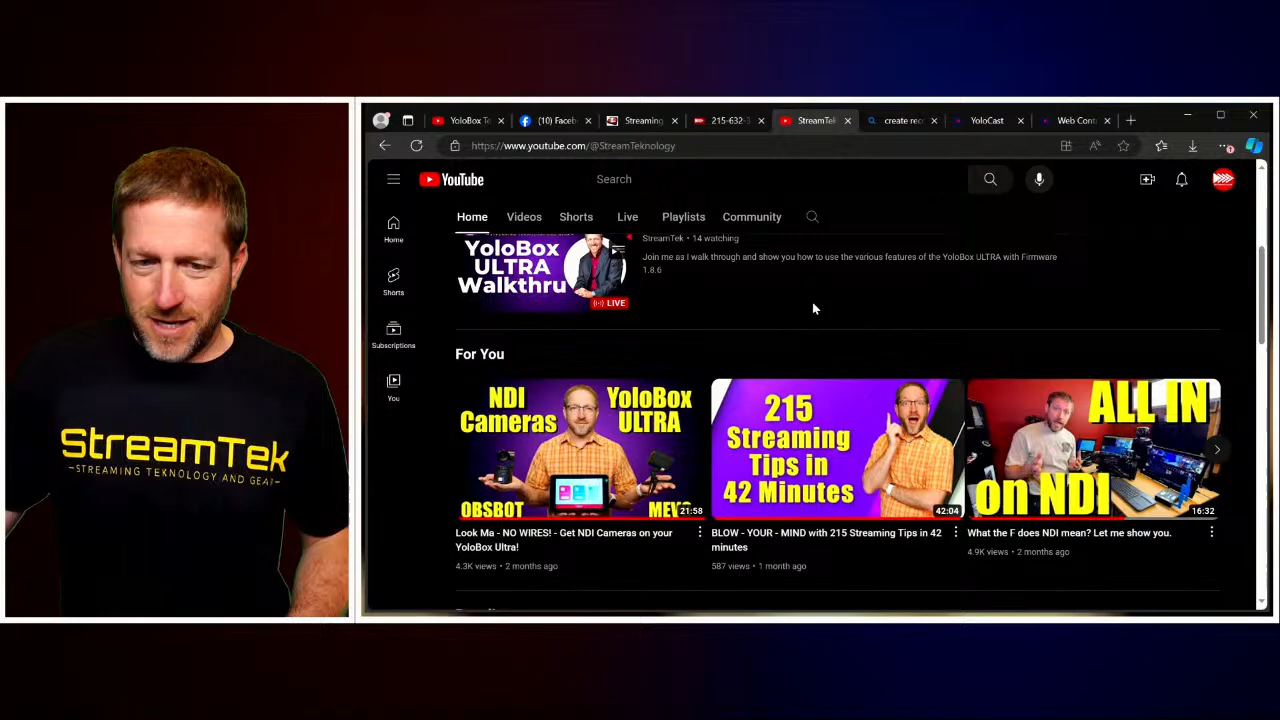 StreamTek
-STREAMING TEKNOLOGY AND GEAR-
YoloBox Te
(10) Faceb
Streaming
215-632-3
StreamTek
create rec
YoloCast
Web Cont
https://www.youtube.com/@StreamTeknology
YouTube
Search
Home
Videos
Shorts
Live
Playlists
Community
Home
Shorts
Subscriptions
You
YoloBox
ULTRA
Walkthru
LIVE
StreamTek • 14 watching
Join me as I walk through and show you how to use the various features of the YoloBox ULTRA with Firmware
1.8.6
For You
NDI
Cameras
YoloBox
ULTRA
OBSBOT
MEV
21:58
Look Ma - NO WIRES! - Get NDI Cameras on your
YoloBox Ultra!
4.3K views • 2 months ago
215
Streaming
Tips in
42 Minutes
42:04
BLOW - YOUR - MIND with 215 Streaming Tips in 42
minutes
587 views • 1 month ago
ALL IN
on NDI
16:32
What the F does NDI mean? Let me show you.
4.9K views • 2 months ago